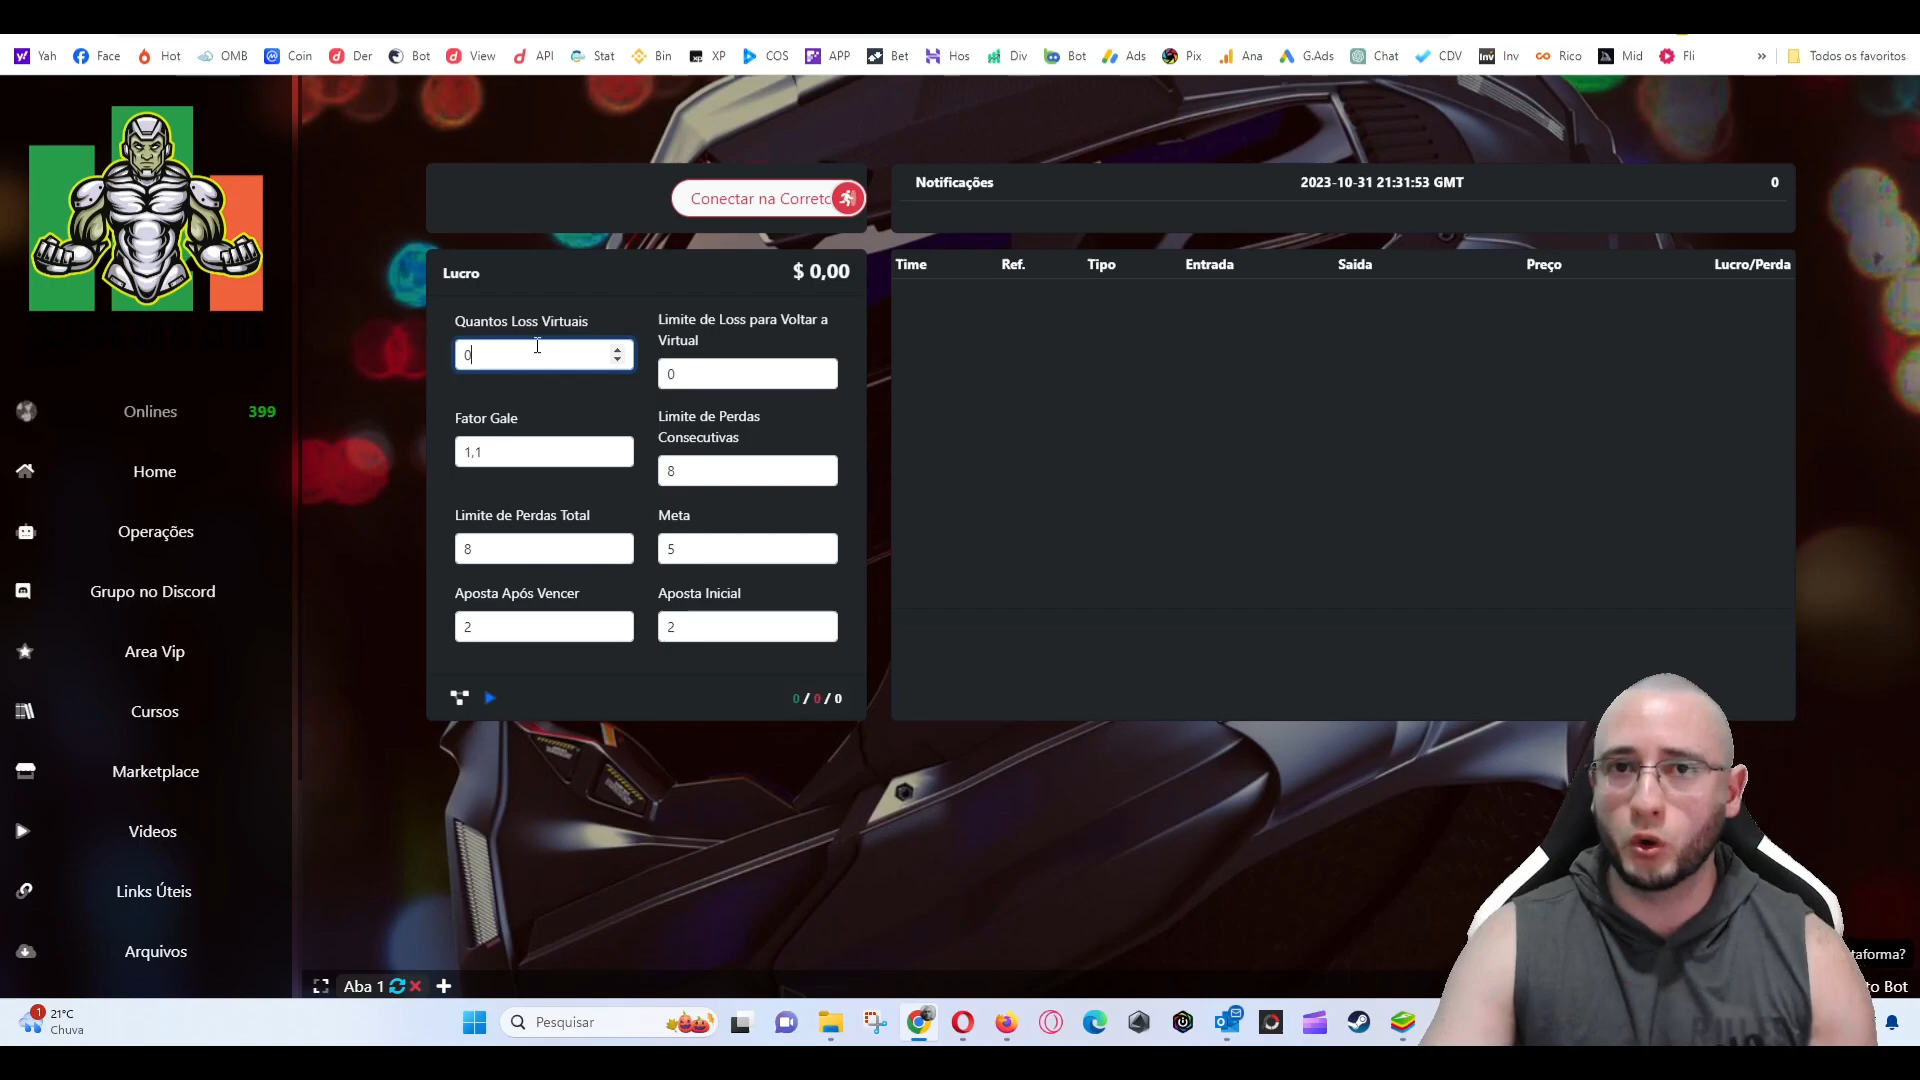 Yah Face Hot OMB Coin Der Bot View API Stat Bin XP COS APP Bet Hos Div Bot Ads Pix Ana G.Ads Chat CDV Inv Rico Mid Fli » Todos os favoritos
Conectar na Correto
Notificações 2023-10-31 21:31:53 GMT 0
Lucro $ 0,00
Time Ref. Tipo Entrada Saida Preço Lucro/Perda
Quantos Loss Virtuais
0
Limite de Loss para Voltar a
Virtual
0
Fator Gale
1,1
Limite de Perdas
Consecutivas
8
Limite de Perdas Total
8
Meta
5
Aposta Após Vencer
2
Aposta Inicial
2
0 / 0 / 0
Onlines 399
Home
Operações
Grupo no Discord
Area Vip
Cursos
Marketplace
Videos
Links Úteis
Arquivos
taforma?
Aba 1
to Bot
1
21°C
Chuva
Pesquisar